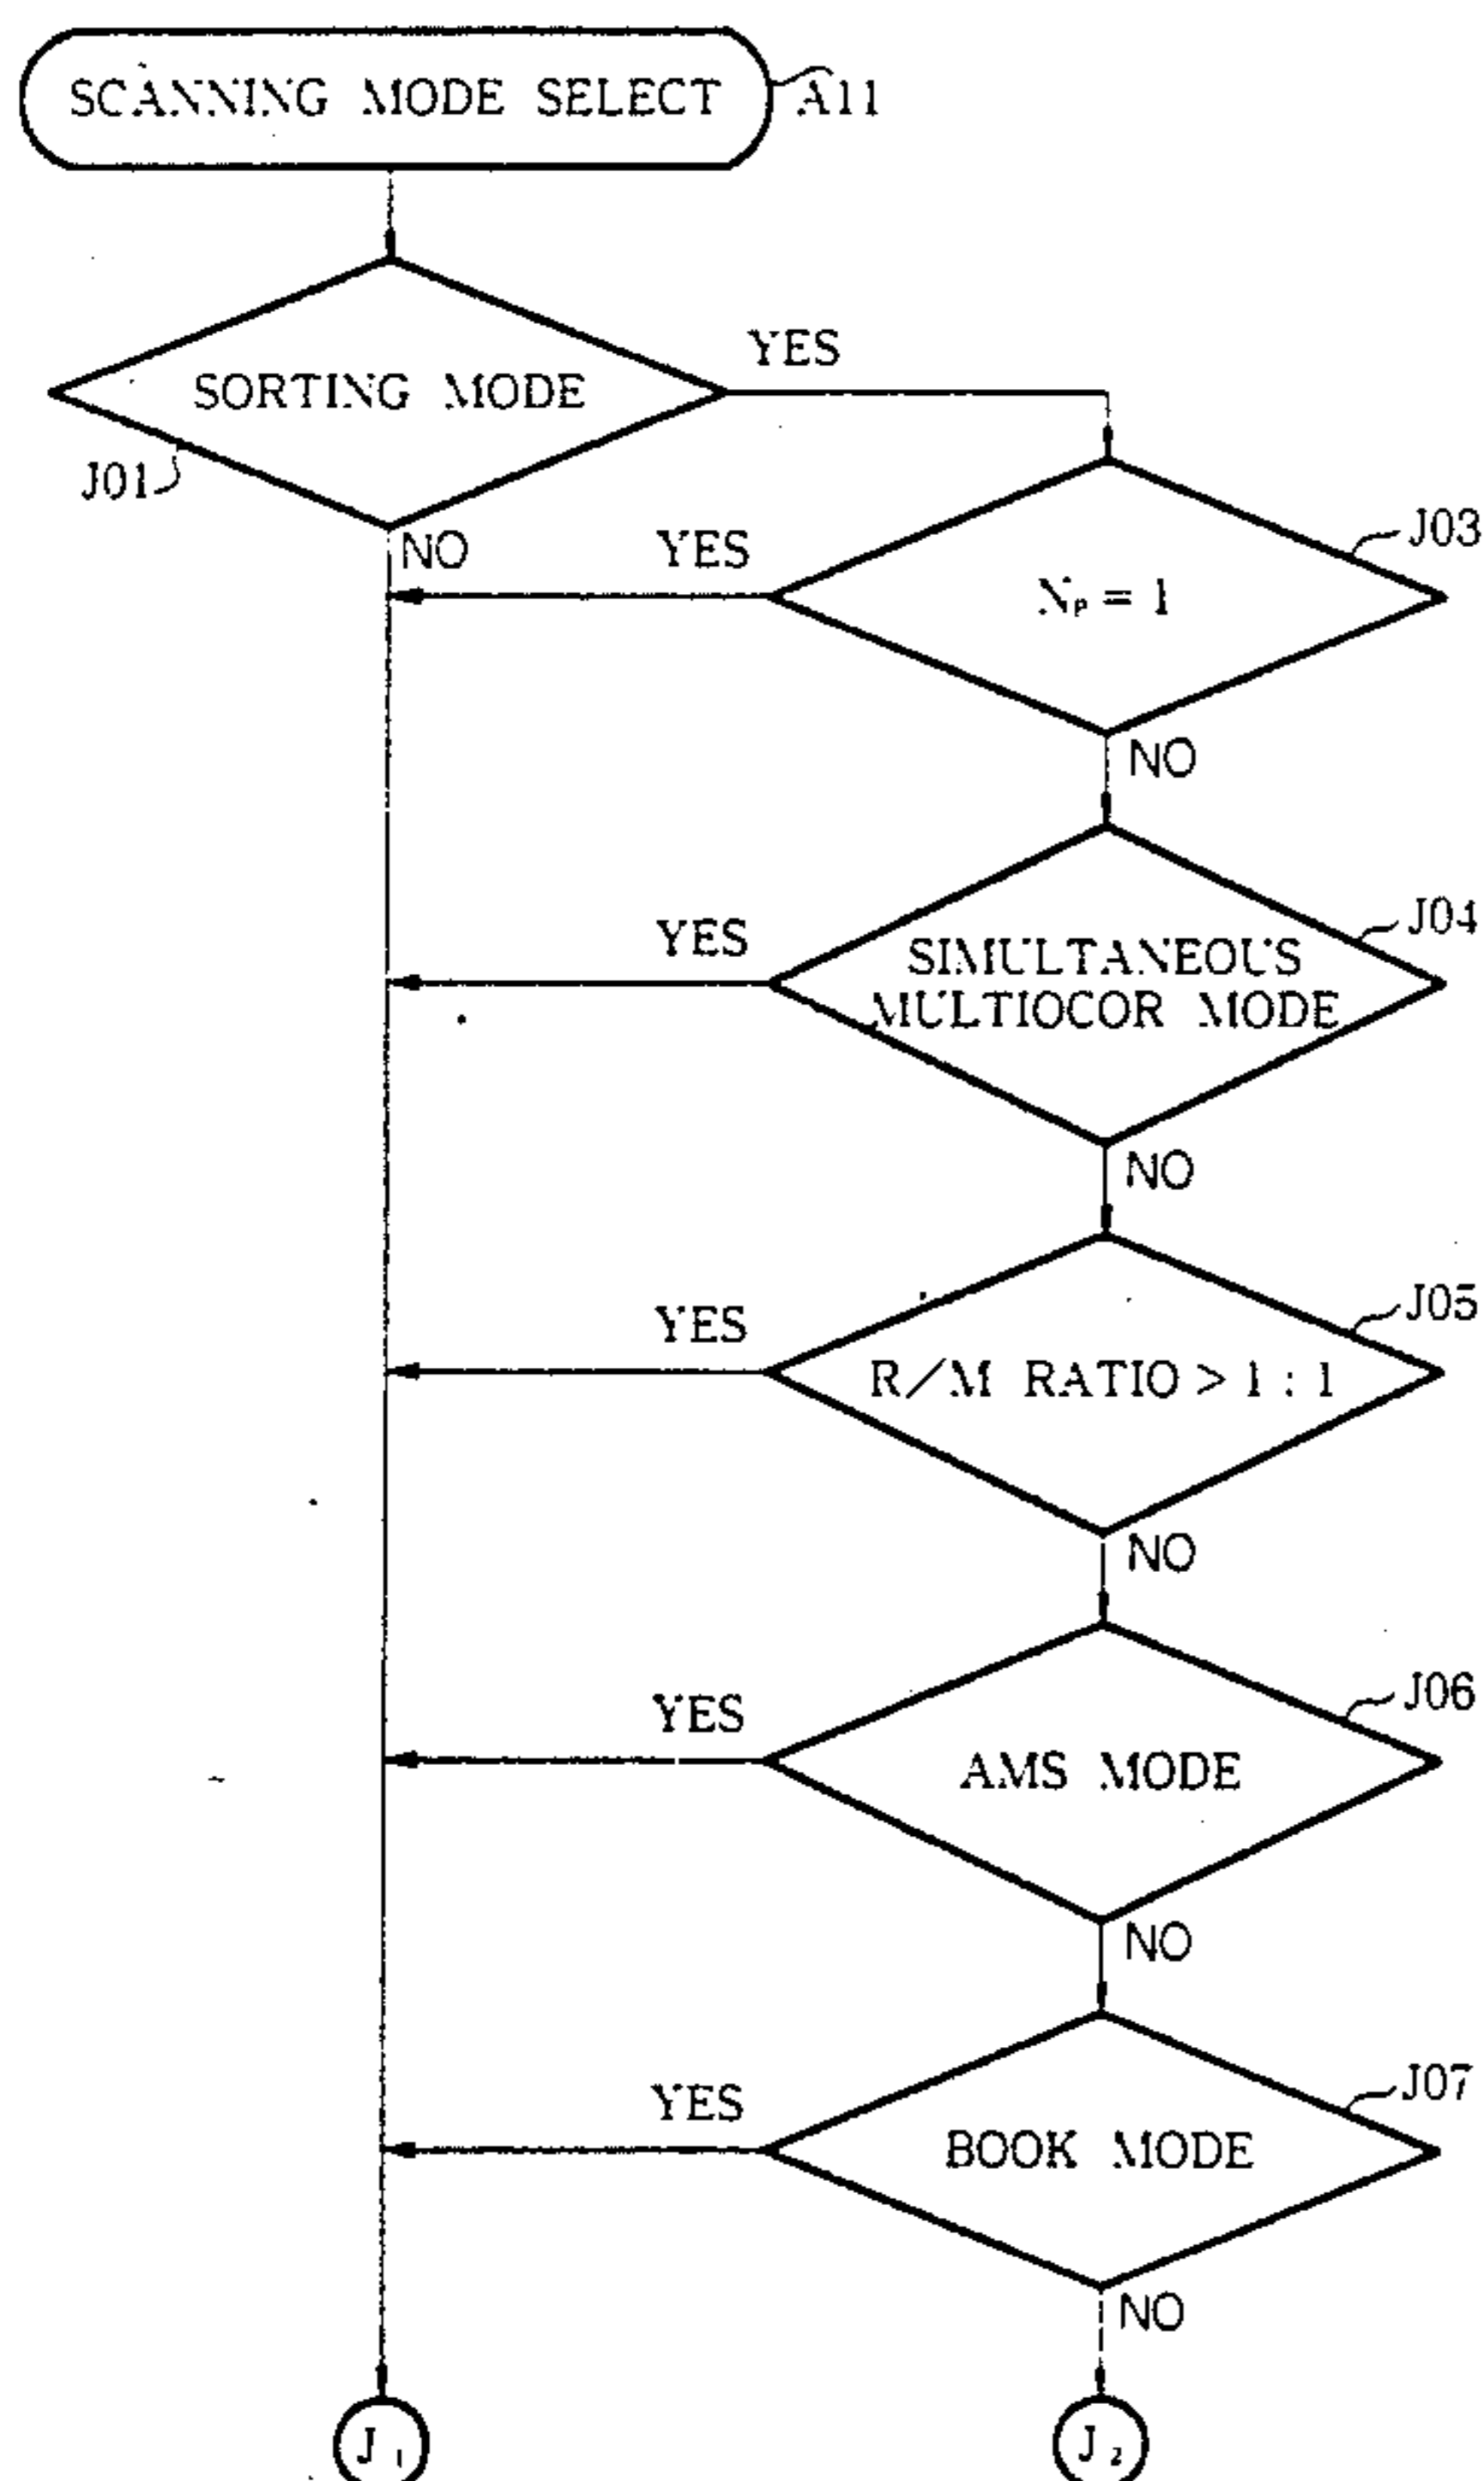 SCANNING MODE SELECT
A11
SORTING MODE
YES
J01
NO
YES
J03
Nₚ = 1
NO
YES
J04
SIMULTANEOUS
MULTIOCOR MODE
NO
YES
J05
R/M RATIO > 1 : 1
NO
YES
J06
AMS MODE
NO
YES
J07
BOOK MODE
NO
J₁
J₂